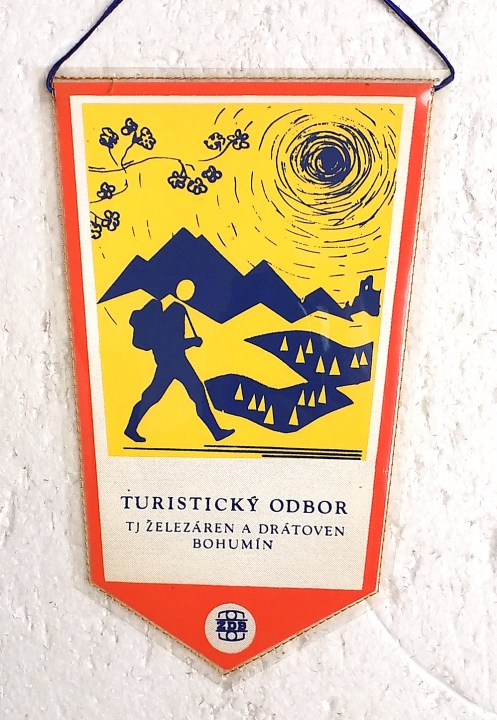 TURISTICKÝ ODBOR
TJ ŽELEZÁREN A DRÁTOVEN
BOHUMÍN
ŽDB